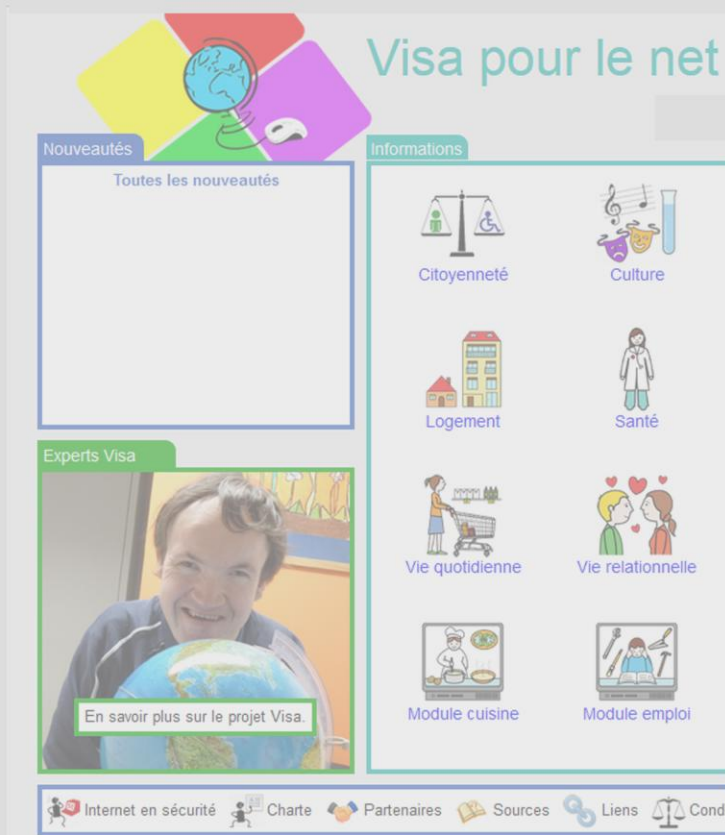 Visa pour le net
Nouveautés
Toutes les nouveautés
Informations
Citoyenneté
Culture
Logement
Santé
Experts Visa
Vie quotidienne
Vie relationnelle
En savoir plus sur le projet Visa.
Module cuisine
Module emploi
Internet en sécurité
Charte
Partenaires
Sources
Liens
Cond